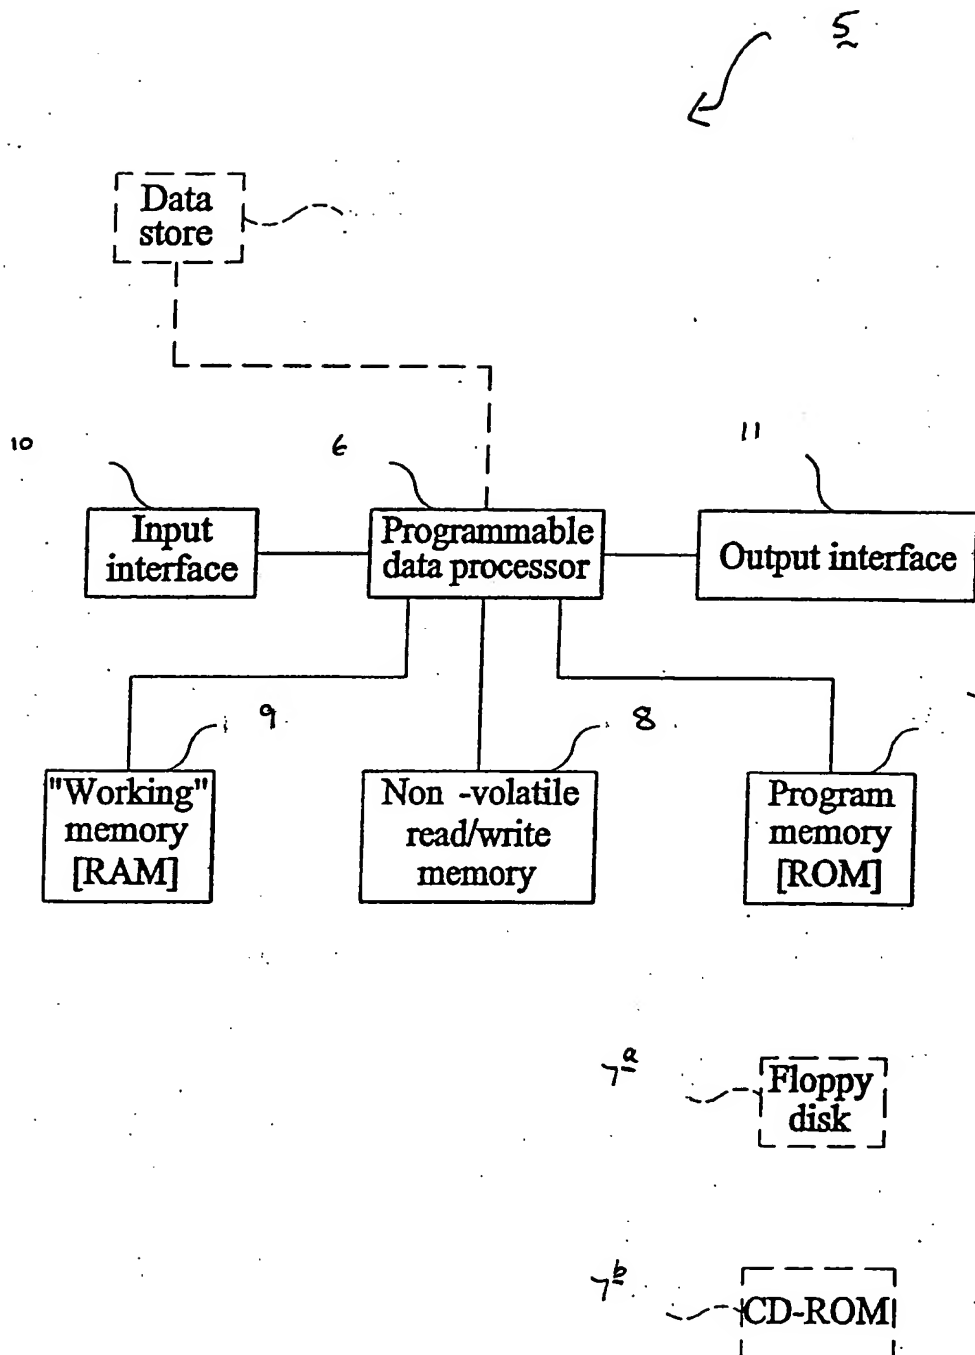 5
Data
store
10
6
11
Input
interface
Programmable
data processor
Output interface
9
8
"Working"
memory
[RAM]
Non -volatile
read/write
memory
Program
memory
[ROM]
7a
Floppy
disk
7b
CD-ROM